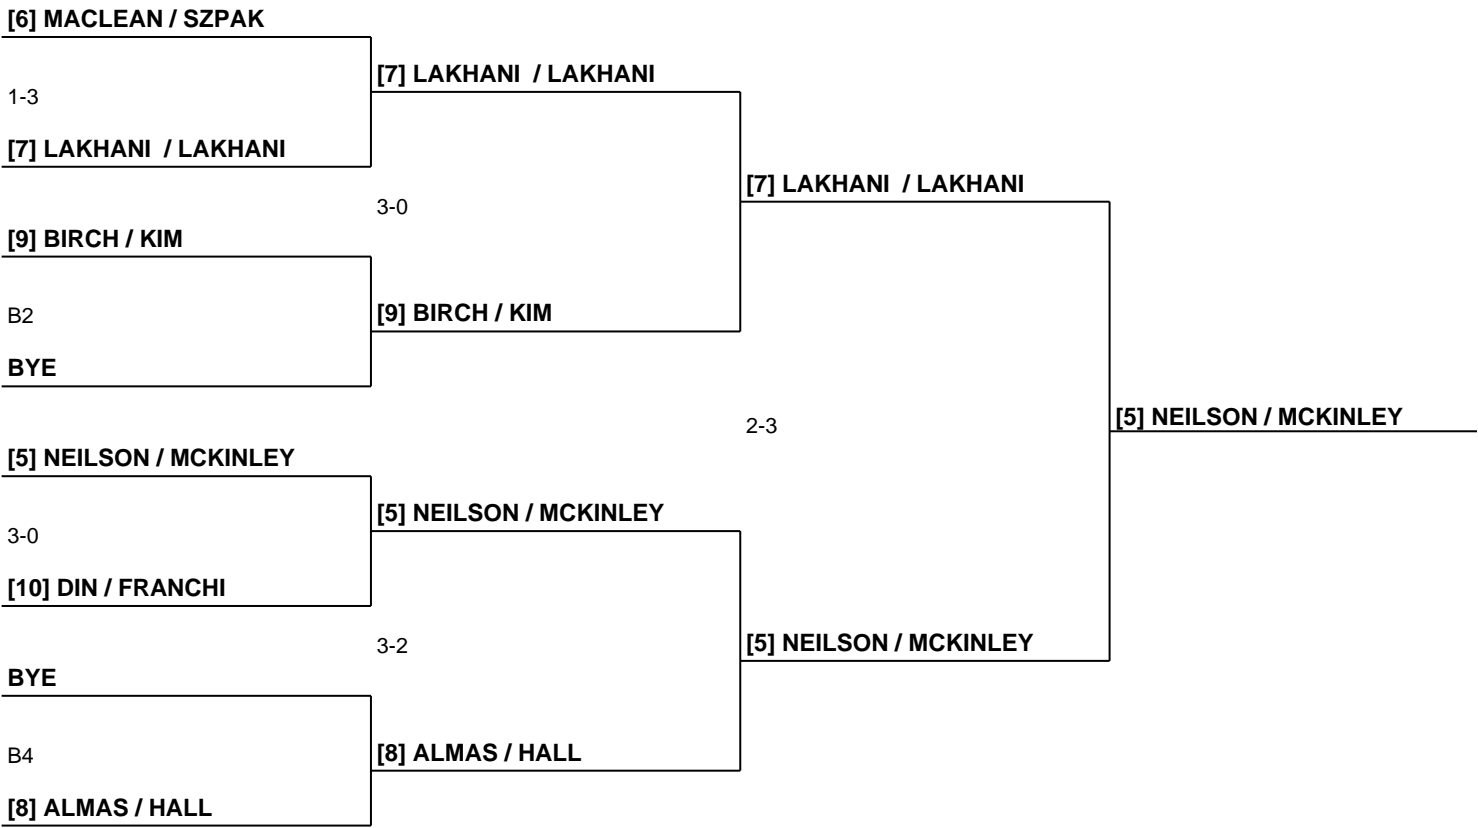 [6] MACLEAN / SZPAK
[7] LAKHANI / LAKHANI
1-3
[7] LAKHANI / LAKHANI
[7] LAKHANI / LAKHANI
3-0
[9] BIRCH / KIM
[9] BIRCH / KIM
B2
BYE
[5] NEILSON / MCKINLEY
2-3
[5] NEILSON / MCKINLEY
[5] NEILSON / MCKINLEY
3-0
[10] DIN / FRANCHI
[5] NEILSON / MCKINLEY
3-2
BYE
[8] ALMAS / HALL
B4
[8] ALMAS / HALL